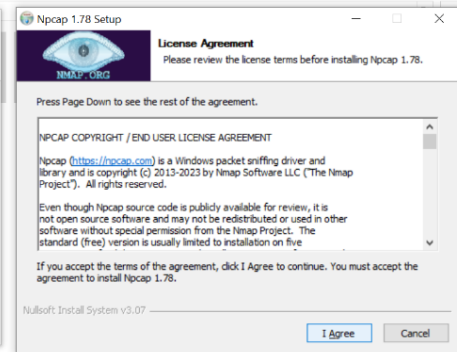 Npcap 1.78 Setup
NMAP.ORG
License Agreement
Please review the license terms before installing Npcap 1.78.
Press Page Down to see the rest of the agreement.
NPCAP COPYRIGHT / END USER LICENSE AGREEMENT
Npcap (https://npcap.com) is a Windows packet sniffing driver and
library and is copyright (c) 2013-2023 by Nmap Software LLC ("The Nmap
Project"). All rights reserved.
Even though Npcap source code is publicly available for review, it is
not open source software and may not be redistributed or used in other
software without special permission from the Nmap Project. The
standard (free) version is usually limited to installation on five
If you accept the terms of the agreement, click I Agree to continue. You must accept the
agreement to install Npcap 1.78.
Nullsoft Install System v3.07
I Agree
Cancel